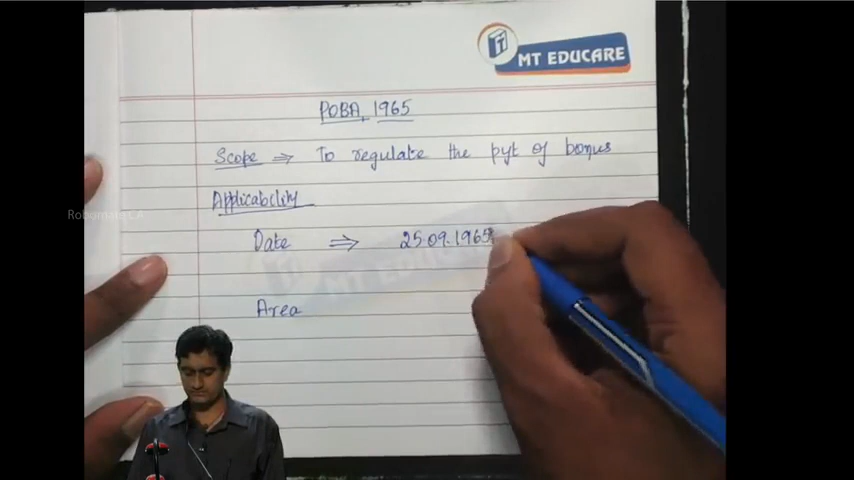 MT EDUCARE
POBA, 1965
Scope ⇒ To regulate the pyt of bonus
Applicability
Date ⇒ 25.09.1965
Area